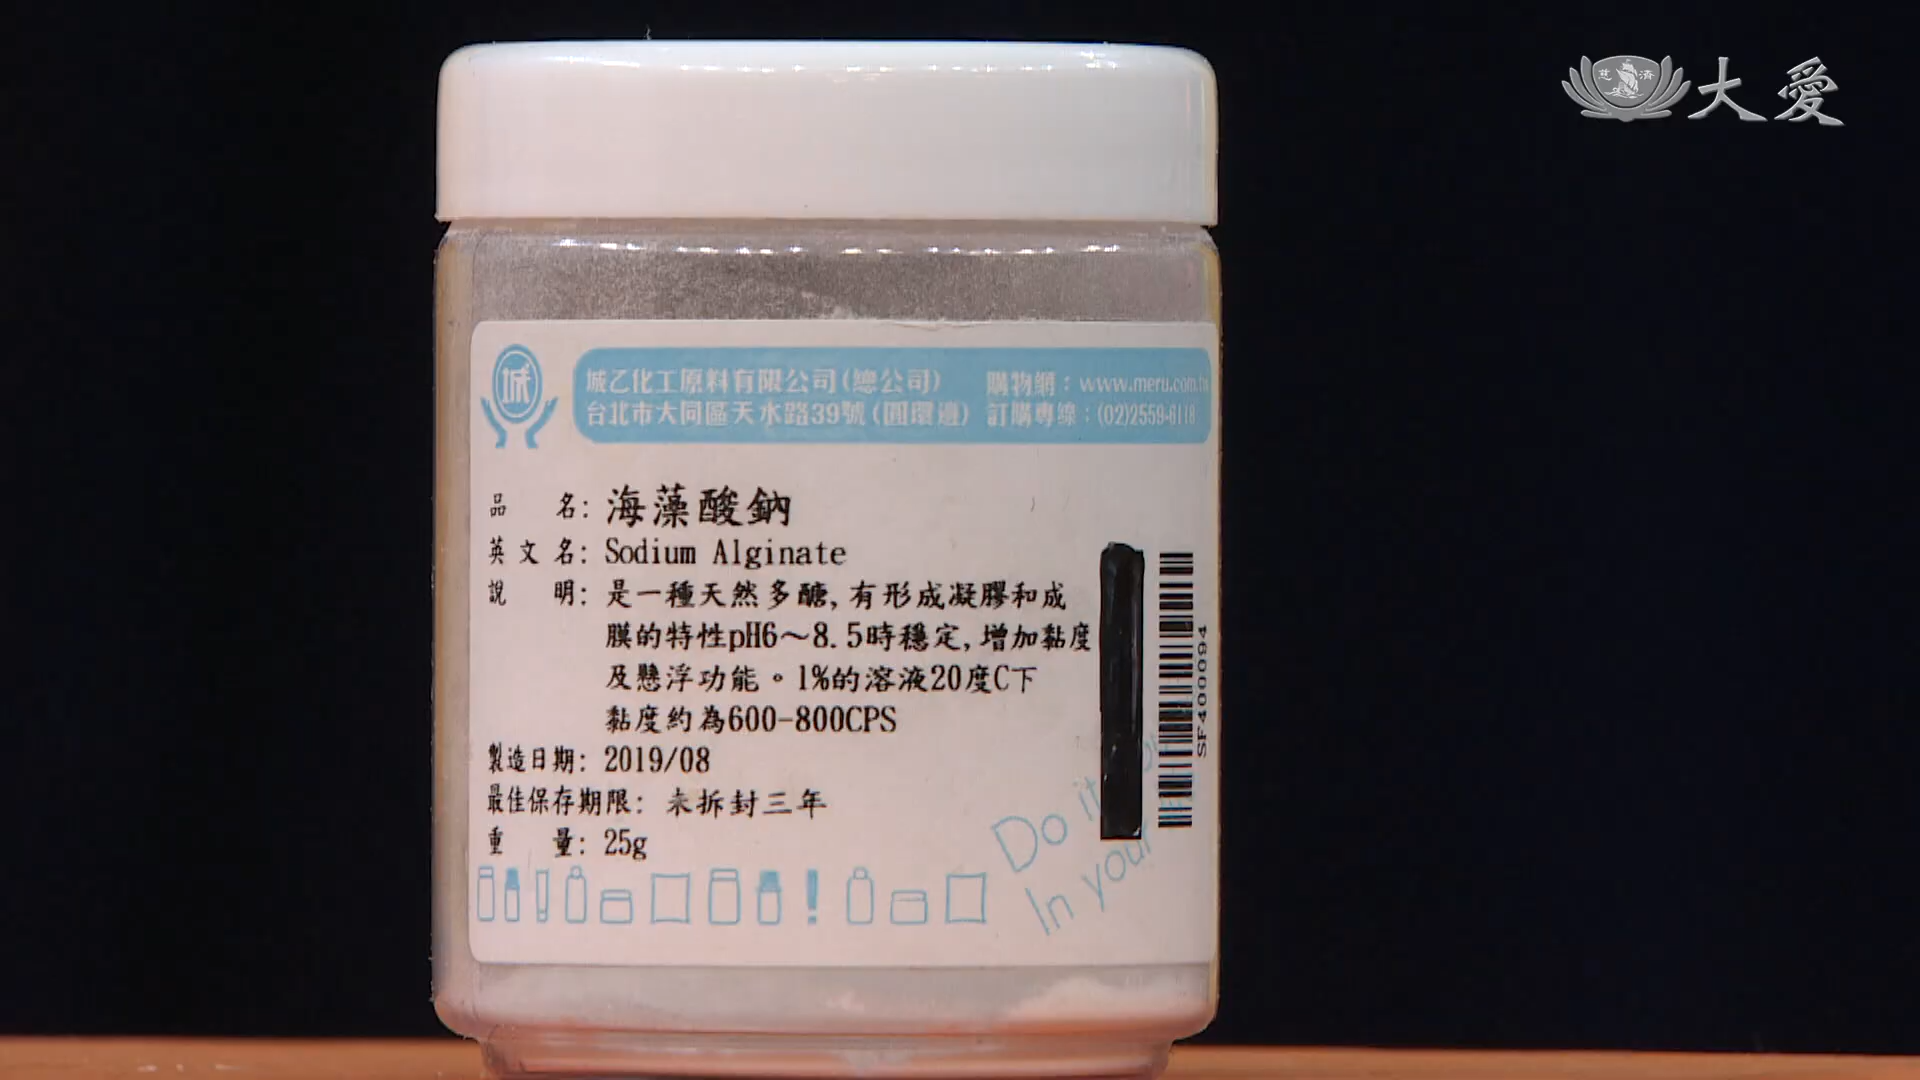 慈濟 大愛
城
城乙化工原料有限公司(總公司) 購物網：www.meru.com.tw
台北市大同區天水路39號(圓環邊) 訂購專線：(02)2559-6118
品 名: 海藻酸鈉
英文名: Sodium Alginate
說 明: 是一種天然多醣,有形成凝膠和成
膜的特性pH6～8.5時穩定,增加黏度
及懸浮功能。1%的溶液20度C下
黏度約為600-800CPS
製造日期: 2019/08
最佳保存期限: 未拆封三年
重 量: 25g
SF400094
Do it
In your